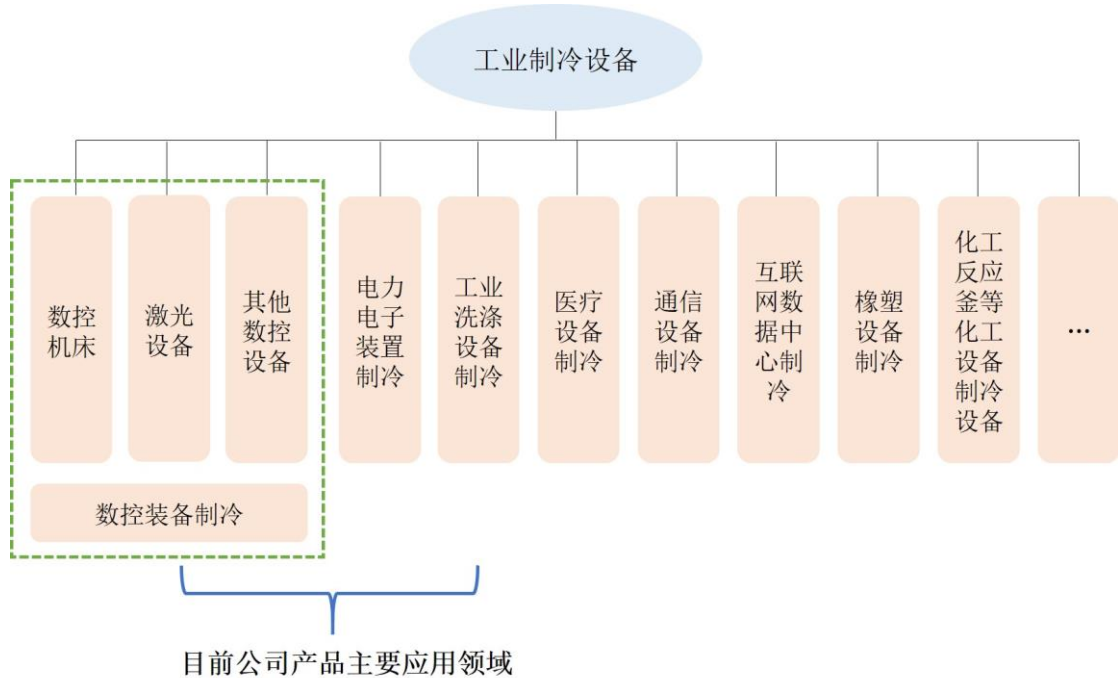 工业制冷设备
数控
机床
激光
设备
其他
数控
设备
电力
电子
装置
制冷
工业
洗涤
设备
制冷
医疗
设备
制冷
通信
设备
制冷
互联
网数
据中
心制
冷
橡塑
设备
制冷
化工
反应
釜等
化工
设备
制冷
设备
...
数控装备制冷
目前公司产品主要应用领域